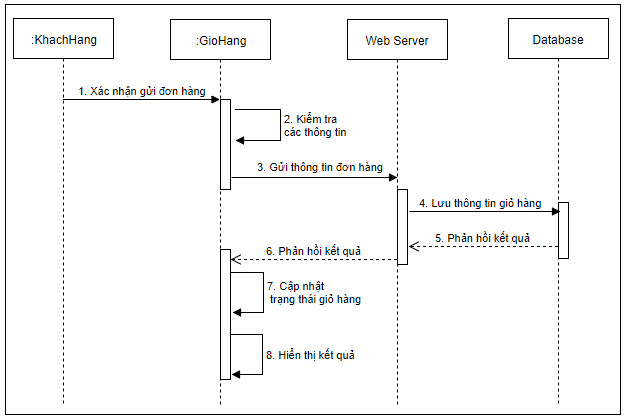 :KhachHang
:GioHang
Web Server
Database
1. Xác nhận gửi đơn hàng
2. Kiểm tra
các thông tin
3. Gửi thông tin đơn hàng
4. Lưu thông tin giỏ hàng
5. Phản hồi kết quả
6. Phản hồi kết quả
7. Cập nhật
trạng thái giỏ hàng
8. Hiển thị kết quả